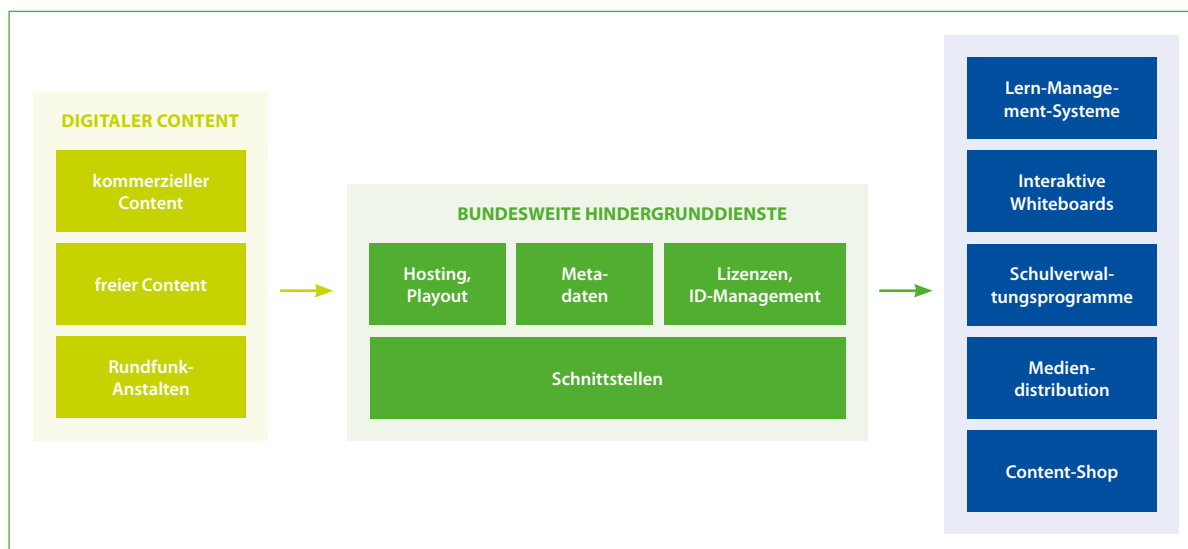 DIGITALER CONTENT
kommerzieller
Content
freier Content
Rundfunk-
Anstalten
BUNDESWEITE HINDERGRUNDDIENSTE
Hosting,
Playout
Meta-
daten
Lizenzen,
ID-Management
Schnittstellen
Lern-Manage-
ment-Systeme
Interaktive
Whiteboards
Schulverwal-
tungsprogramme
Medien-
distribution
Content-Shop